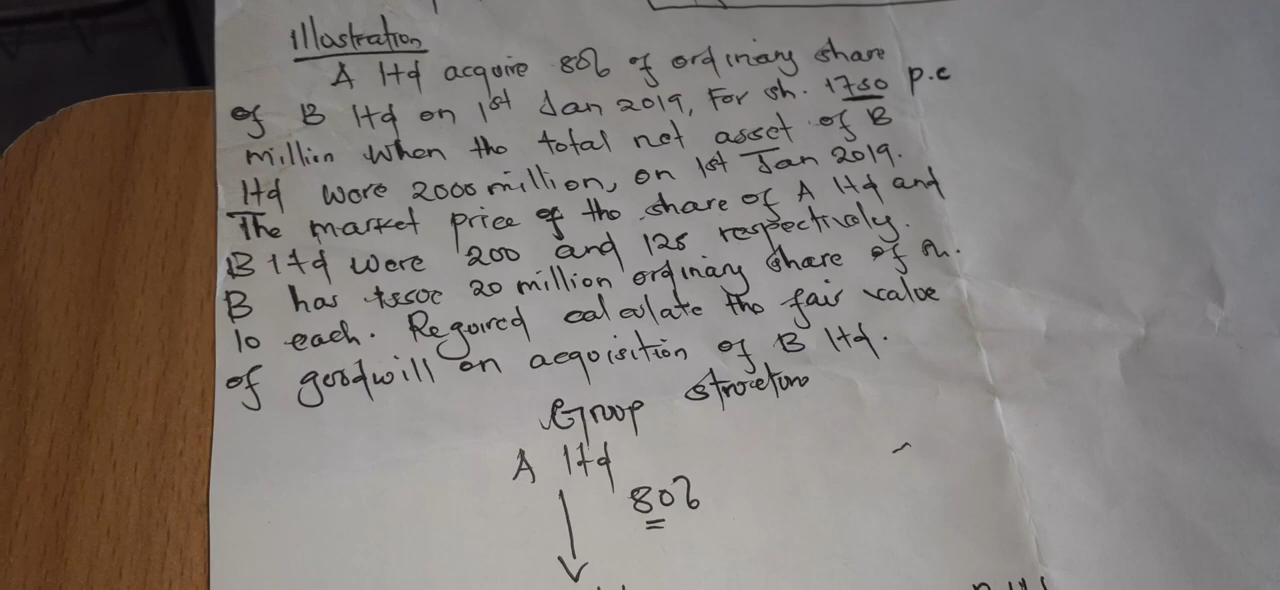 Illustration
A ltd acquire 80% of ordinary share
of B ltd on 1st Jan 2019, For sh. 1750 p.c
million when the total net asset of B
ltd were 2000 million, on 1st Jan 2019.
The market price of the share of A ltd and
B ltd were 200 and 125 respectively.
B has issue 20 million ordinary share of sh.
10 each. Required calculate the fair value
of goodwill on acquisition of B ltd.
Group structure
A ltd
80%